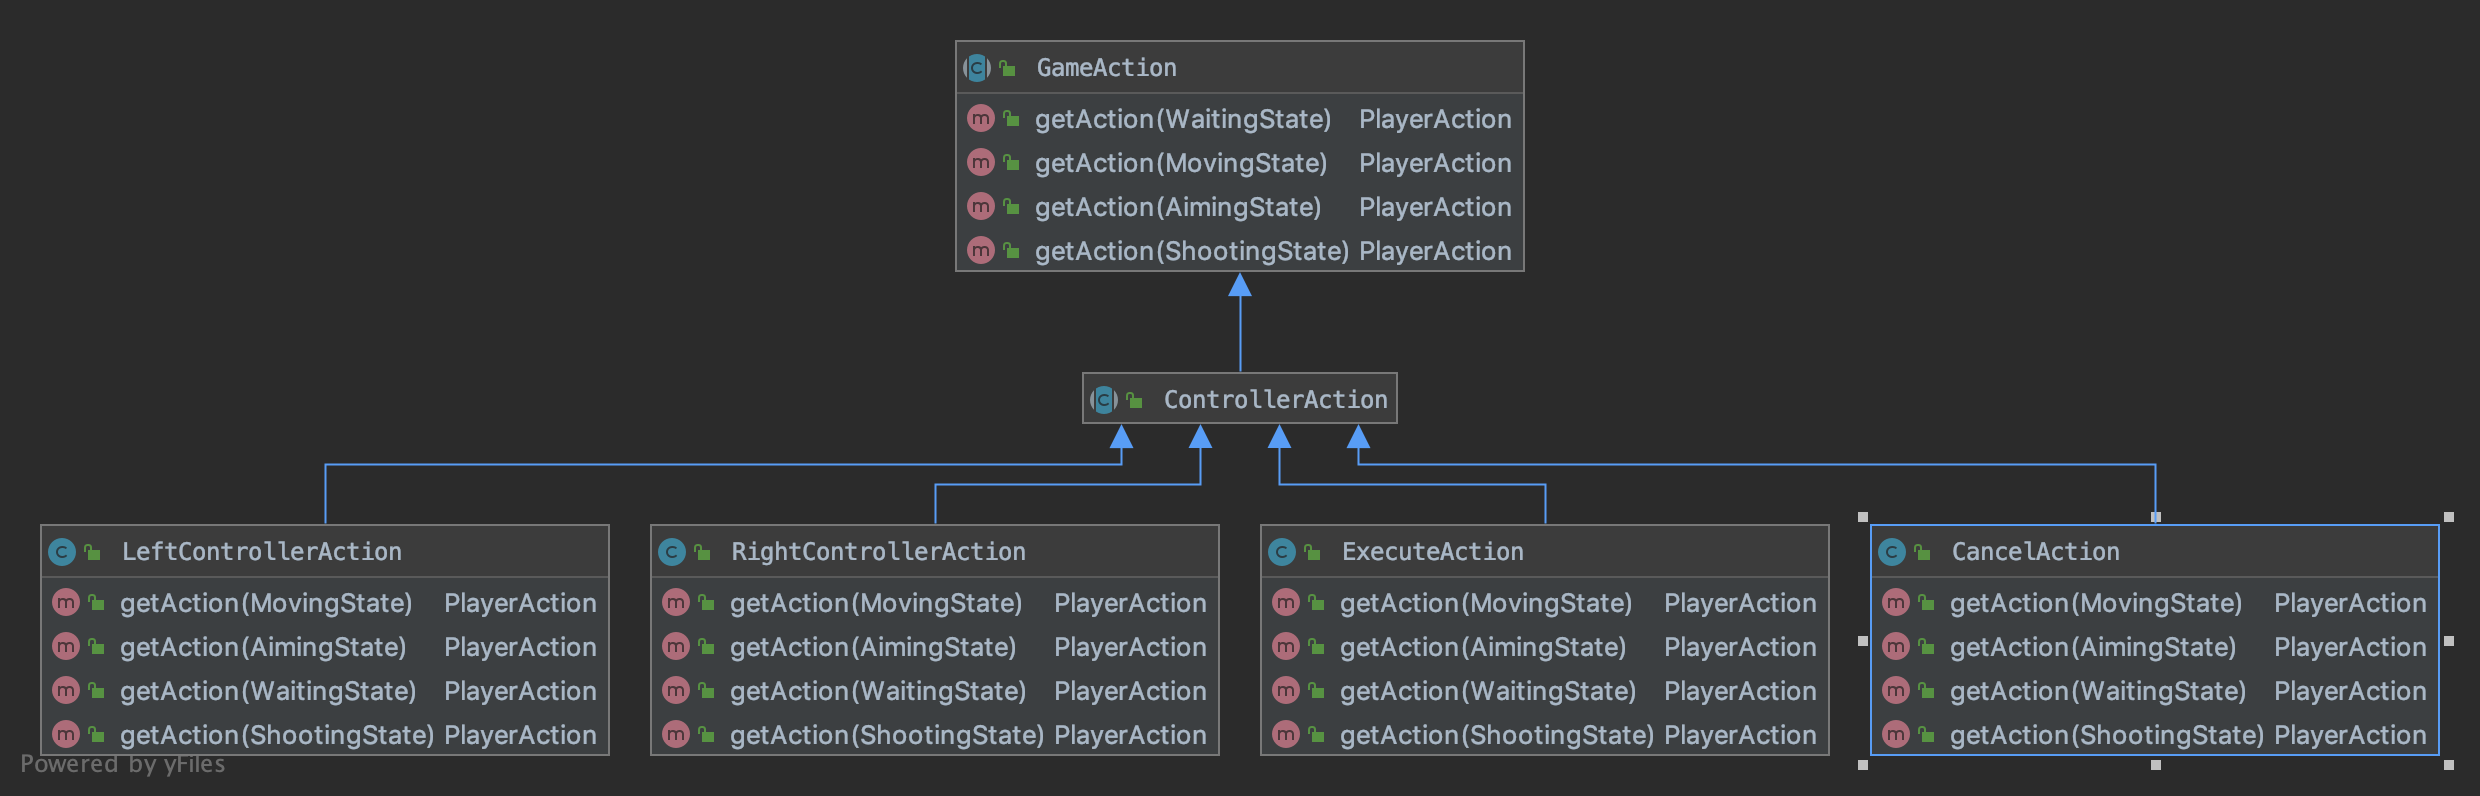 GameAction
getAction(WaitingState) PlayerAction
getAction(MovingState) PlayerAction
getAction(AimingState) PlayerAction
getAction(ShootingState) PlayerAction
ControllerAction
LeftControllerAction
getAction(MovingState) PlayerAction
getAction(AimingState) PlayerAction
getAction(WaitingState) PlayerAction
getAction(ShootingState) PlayerAction
RightControllerAction
getAction(MovingState) PlayerAction
getAction(AimingState) PlayerAction
getAction(WaitingState) PlayerAction
getAction(ShootingState) PlayerAction
ExecuteAction
getAction(MovingState) PlayerAction
getAction(AimingState) PlayerAction
getAction(WaitingState) PlayerAction
getAction(ShootingState) PlayerAction
CancelAction
getAction(MovingState) PlayerAction
getAction(AimingState) PlayerAction
getAction(WaitingState) PlayerAction
getAction(ShootingState) PlayerAction
Powered by yFiles